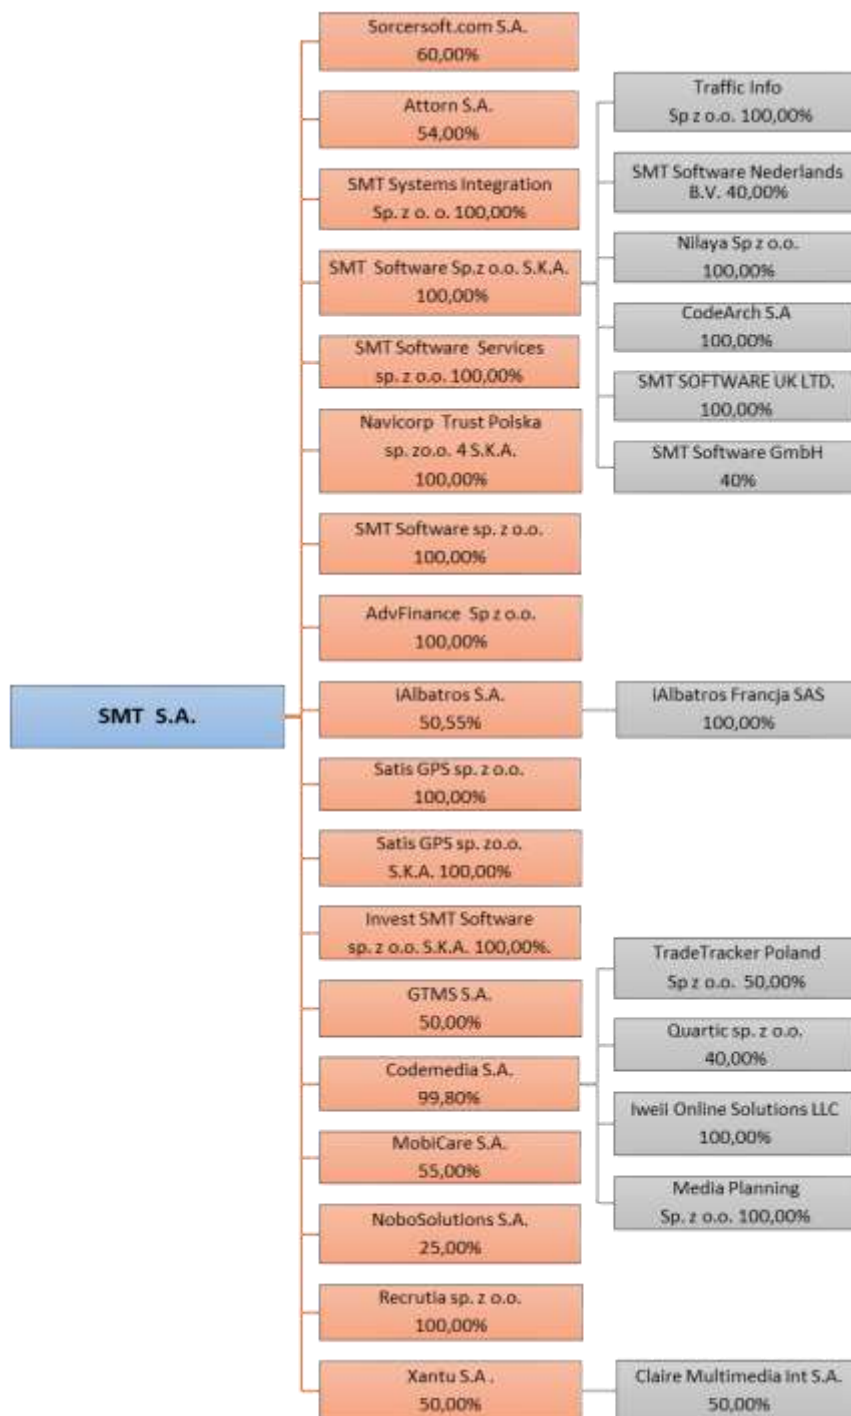 Sorcersoft.com S.A.
60,00%
Attorn S.A.
54,00%
SMT Systems Integration
Sp. z o. o. 100,00%
SMT Software Sp.z o.o. S.K.A.
100,00%
SMT Software Services
sp. z o.o. 100,00%
Navicorp Trust Polska
sp. zo.o. 4 S.K.A.
100,00%
SMT Software sp. z o.o.
100,00%
AdvFinance Sp z o.o.
100,00%
SMT S.A.
iAlbatros S.A.
50,55%
Satis GPS sp. z o.o.
100,00%
Satis GPS sp. zo.o.
S.K.A. 100,00%
Invest SMT Software
sp. z o.o. S.K.A. 100,00%.
GTMS S.A.
50,00%
Codemedia S.A.
99,80%
MobiCare S.A.
55,00%
NoboSolutions S.A.
25,00%
Recrutia sp. z o.o.
100,00%
Xantu S.A .
50,00%
Traffic Info
Sp z o.o. 100,00%
SMT Software Nederlands
B.V. 40,00%
Nilaya Sp z o.o.
100,00%
CodeArch S.A
100,00%
SMT SOFTWARE UK LTD.
100,00%
SMT Software GmbH
40%
iAlbatros Francja SAS
100,00%
TradeTracker Poland
Sp z o.o. 50,00%
Quartic sp. z o.o.
40,00%
Iweii Online Solutions LLC
100,00%
Media Planning
Sp. z o.o. 100,00%
Claire Multimedia Int S.A.
50,00%